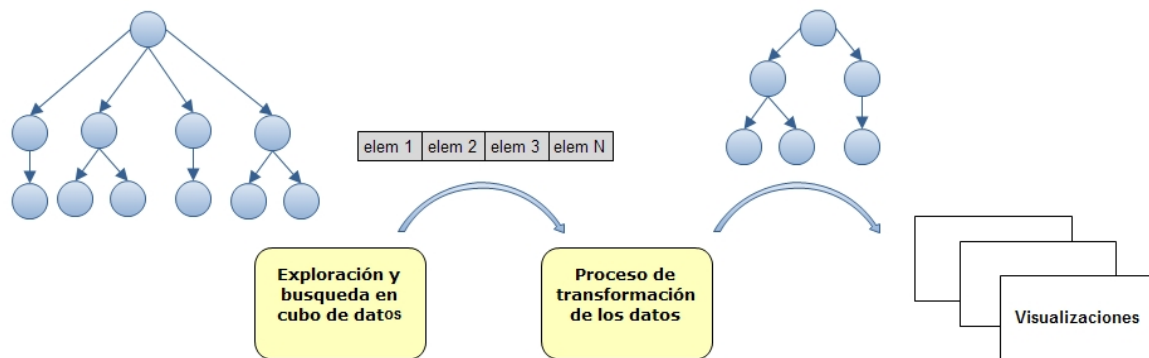 elem 1 elem 2 elem 3 elem N
Exploración y
busqueda en
cubo de datos
Proceso de
transformación
de los datos
Visualizaciones